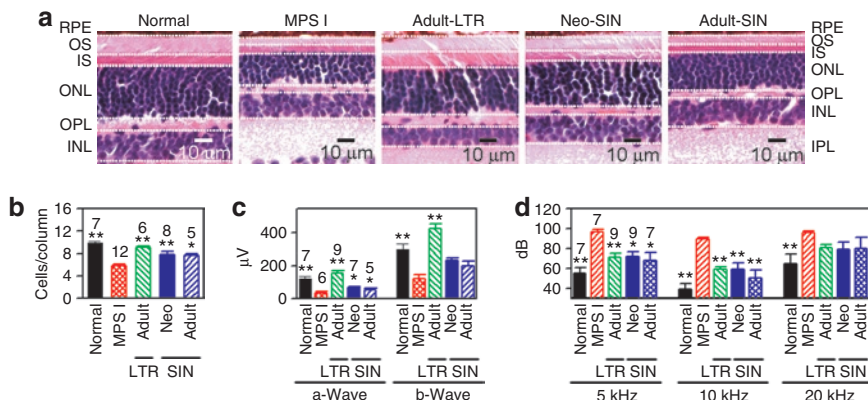 a
Normal MPS I Adult-LTR Neo-SIN Adult-SIN
RPE RPE
OS OS
IS IS
ONL ONL
OPL OPL
INL INL
IPL
10 μm 10 μm 10 μm 10 μm 10 μm
b
Cells/column
16
12
8
4
0
7 ** 12 6 ** 8 ** 5 *
Normal MPS I Adult Neo Adult
LTR SIN
c
μV
400
200
0
7 ** 6 9 ** 7 * 5 * ** **
Normal MPS I Adult Neo Adult Normal MPS I Adult Neo Adult
LTR SIN LTR SIN
a-Wave b-Wave
d
dB
120
100
80
60
40
7 ** 7 9 ** 9 * 7 * ** ** ** ** **
Normal MPS I Adult Neo Adult Normal MPS I Adult Neo Adult Normal MPS I Adult Neo Adult
LTR SIN LTR SIN LTR SIN
5 kHz 10 kHz 20 kHz